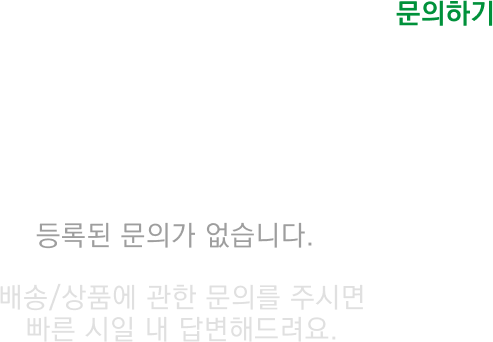 문의하기
등록된 문의가 없습니다.
배송/상품에 관한 문의를 주시면
빠른 시일 내 답변해드려요.